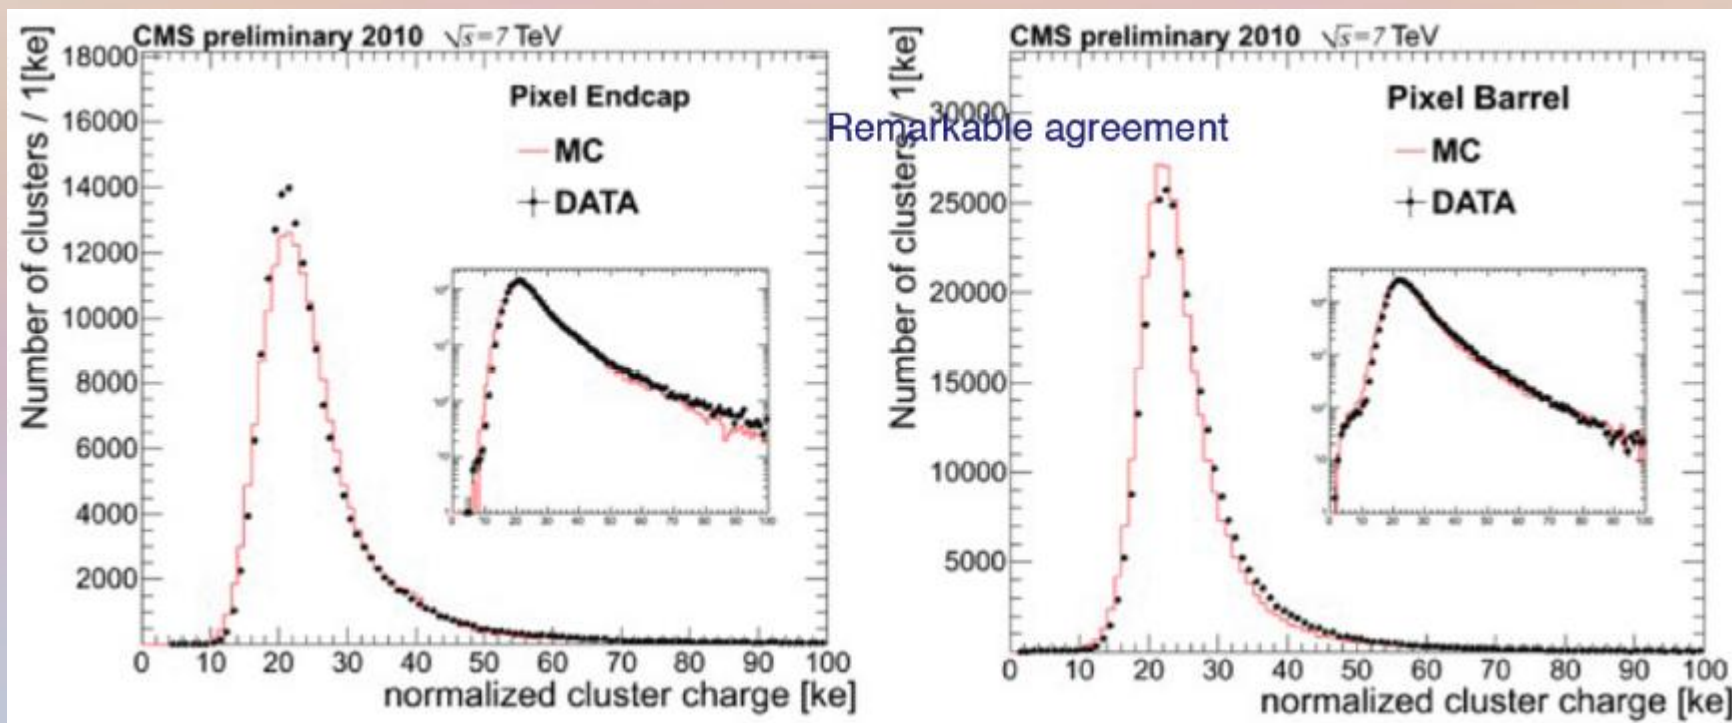 CMS preliminary 2010 √s=7 TeV
Number of clusters / 1[ke]
18000
16000
14000
12000
10000
8000
6000
4000
2000
Pixel Endcap
MC
DATA
0 10 20 30 40 50 60 70 80 90 100
normalized cluster charge [ke]
Remarkable agreement
CMS preliminary 2010 √s=7 TeV
Number of clusters / 1[ke]
30000
25000
20000
15000
10000
5000
Pixel Barrel
MC
DATA
0 10 20 30 40 50 60 70 80 90 100
normalized cluster charge [ke]